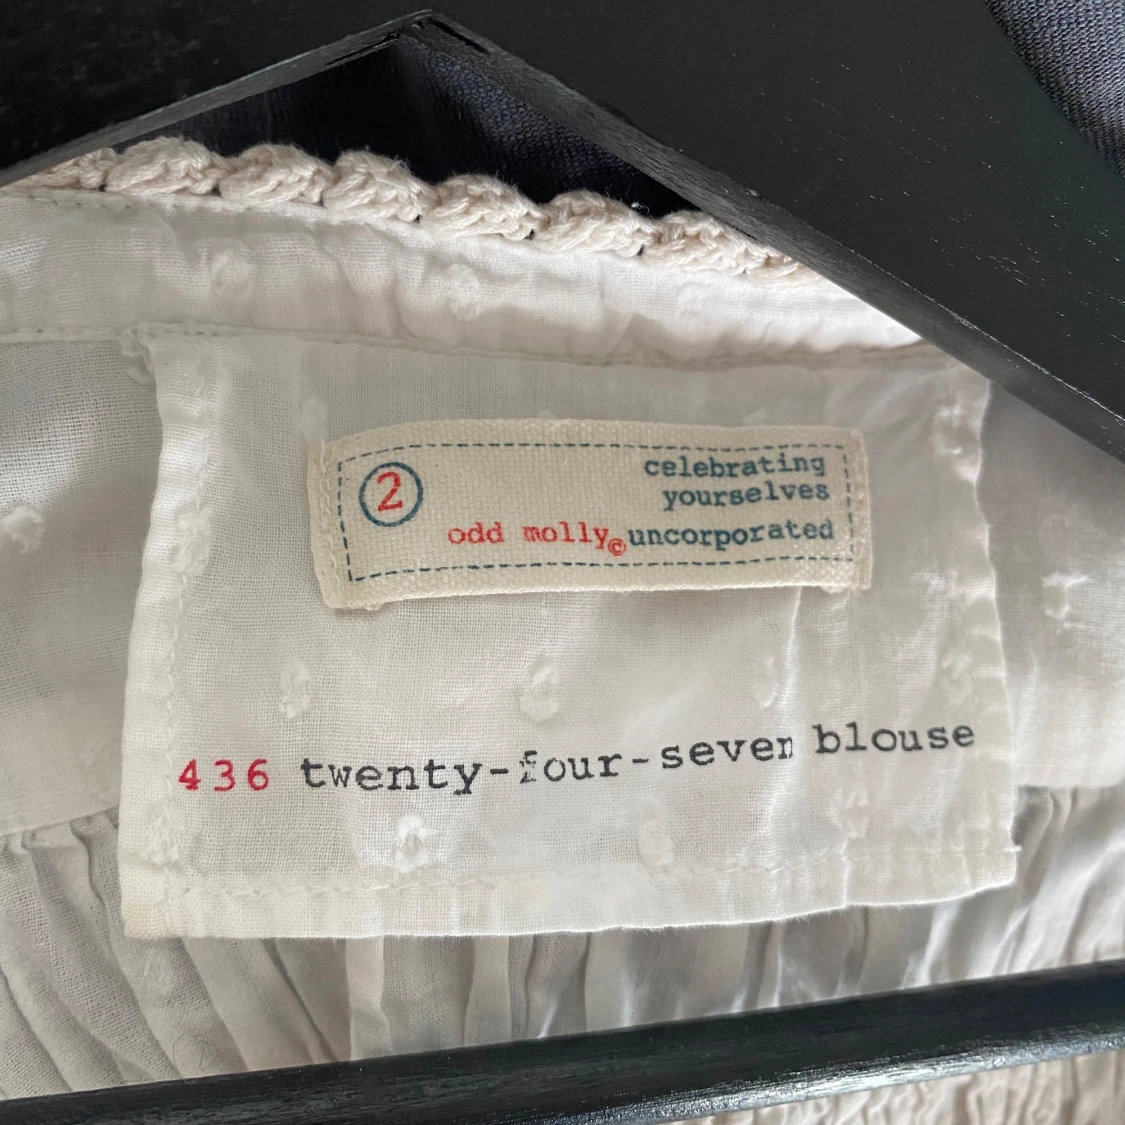 2
celebrating
yourselves
odd molly© uncorporated
436 twenty-four-seven blouse